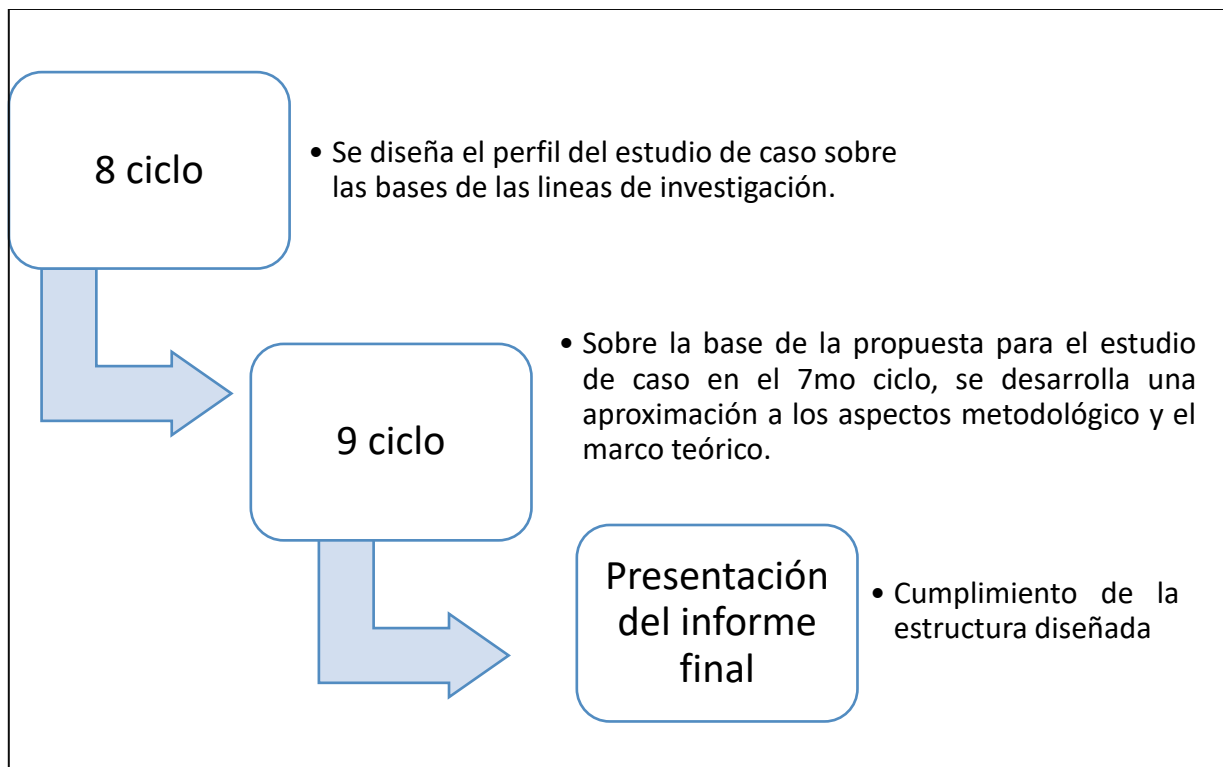 8 ciclo
• Se diseña el perfil del estudio de caso sobre
las bases de las lineas de investigación.
9 ciclo
• Sobre la base de la propuesta para el estudio
de caso en el 7mo ciclo, se desarrolla una
aproximación a los aspectos metodológico y el
marco teórico.
Presentación
del informe
final
• Cumplimiento de la
estructura diseñada